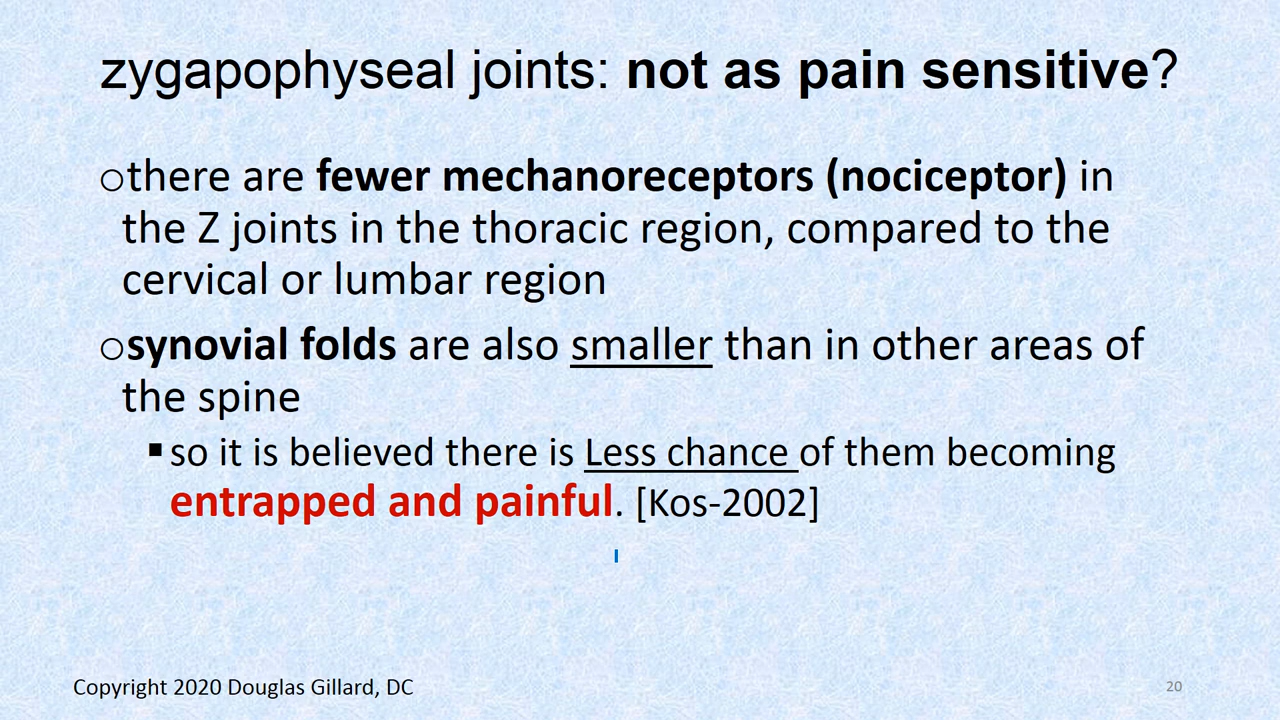 zygapophyseal joints: not as pain sensitive?
○there are fewer mechanoreceptors (nociceptor) in
the Z joints in the thoracic region, compared to the
cervical or lumbar region
○synovial folds are also smaller than in other areas of
the spine
▪so it is believed there is Less chance of them becoming
entrapped and painful. [Kos-2002]
Copyright 2020 Douglas Gillard, DC
20